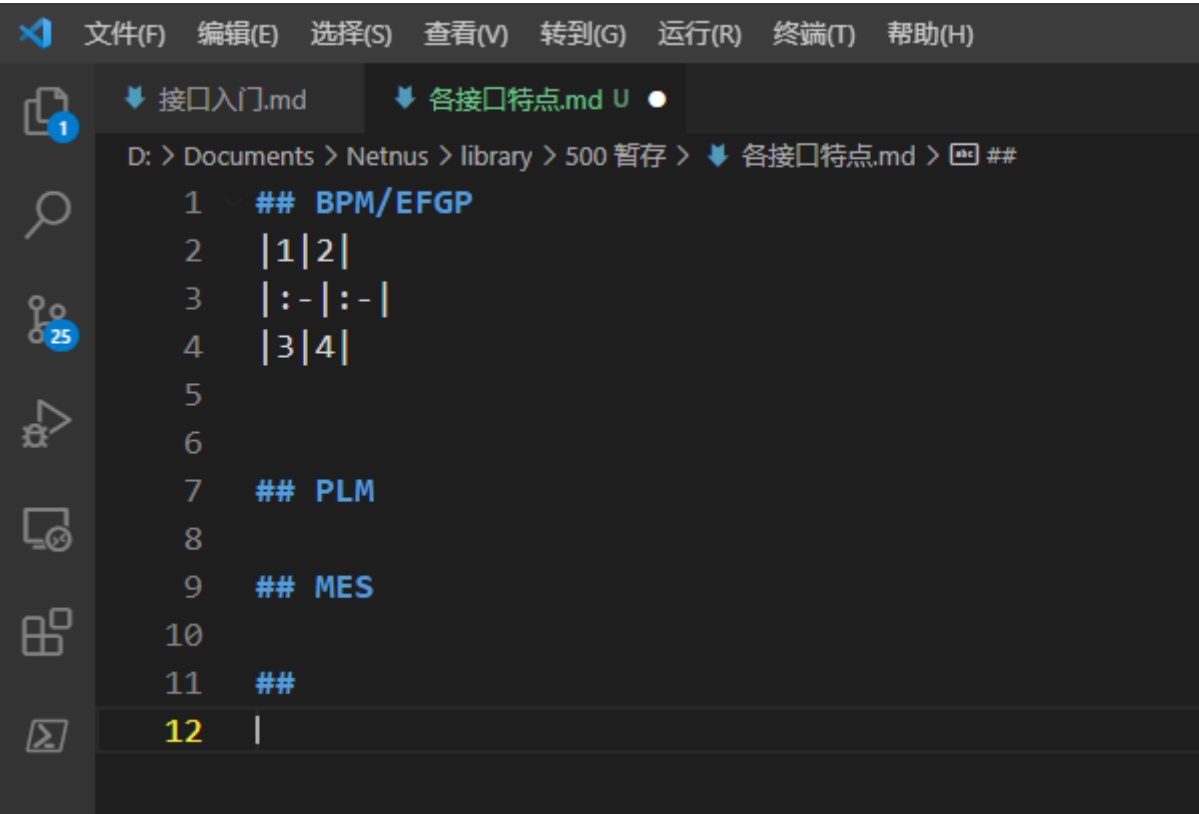 文件(F) 编辑(E) 选择(S) 查看(V) 转到(G) 运行(R) 终端(T) 帮助(H)
接口入门.md 各接口特点.md U
D: > Documents > Netnus > library > 500 暂存 > 各接口特点.md > abc ##
1 ## BPM/EFGP
2 |1|2|
3 |:-|:-|
4 |3|4|
5
6
7 ## PLM
8
9 ## MES
10
11 ##
12
1
25